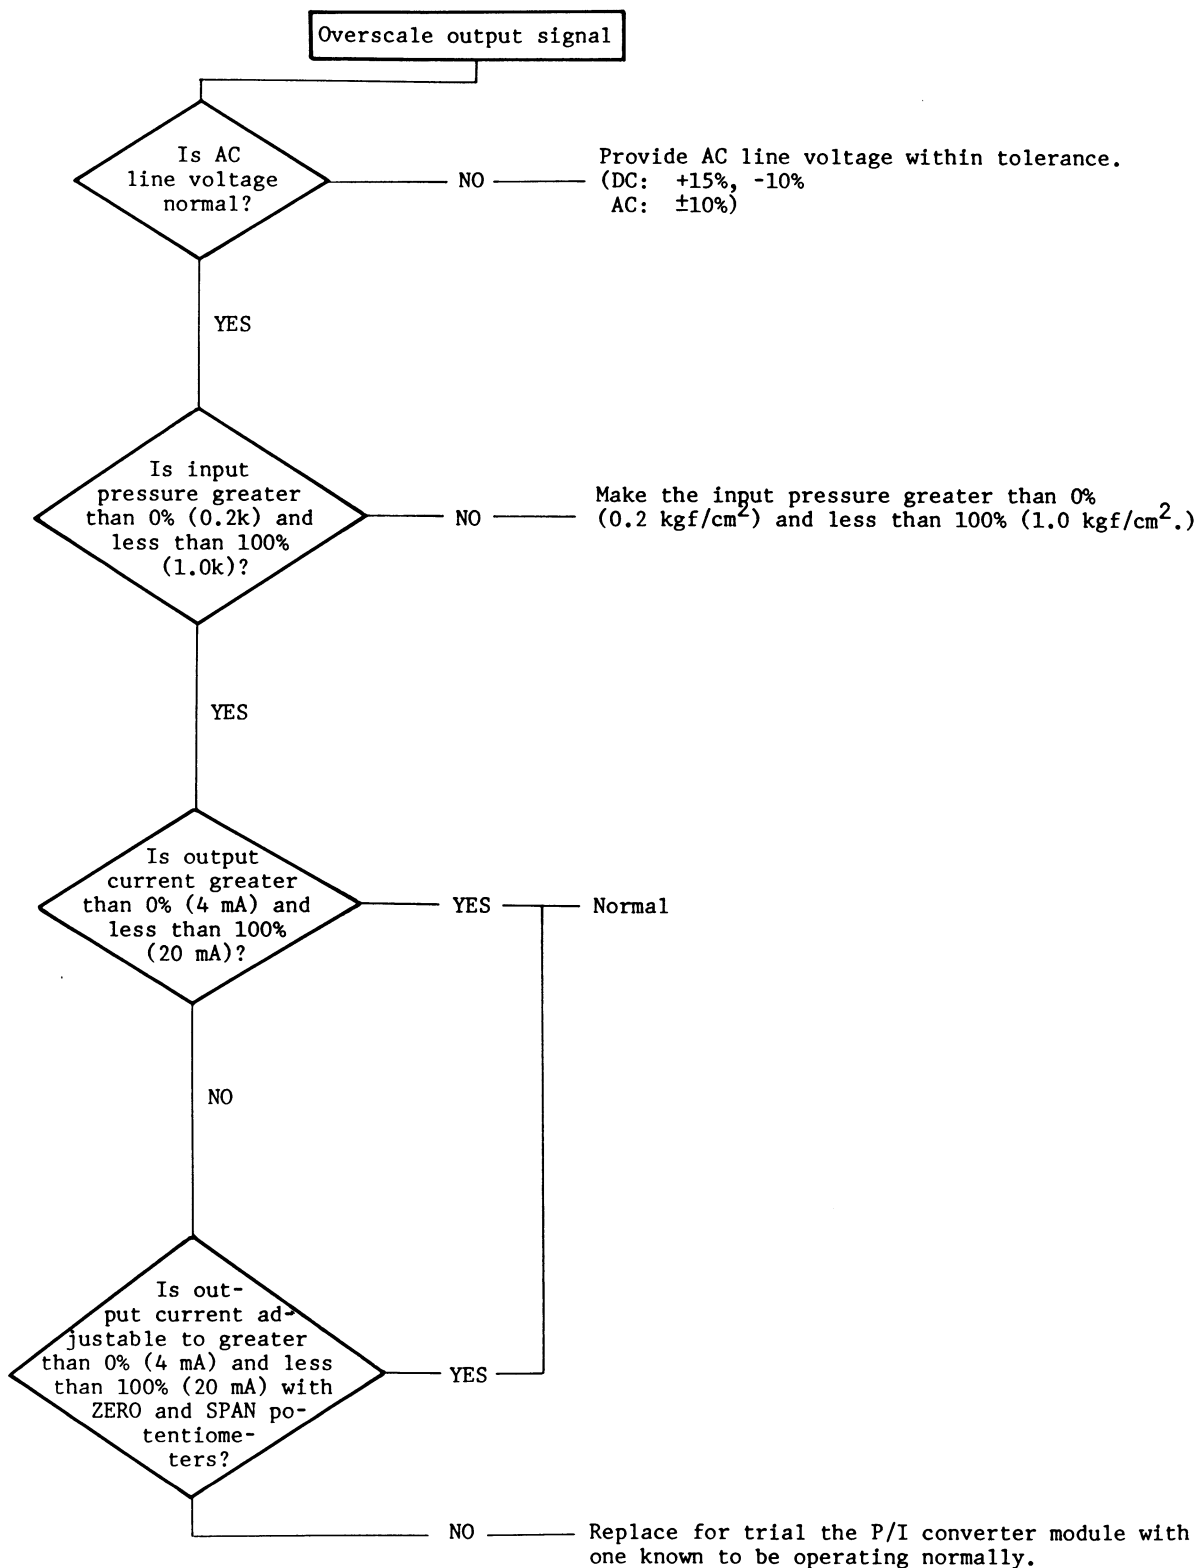 Overscale output signal
Is AC
line voltage
normal?
NO
Provide AC line voltage within tolerance.
(DC: +15%, -10%
AC: ±10%)
YES
Is input
pressure greater
than 0% (0.2k) and
less than 100%
(1.0k)?
NO
Make the input pressure greater than 0%
(0.2 kgf/cm²) and less than 100% (1.0 kgf/cm².)
YES
Is output
current greater
than 0% (4 mA) and
less than 100%
(20 mA)?
YES
Normal
NO
Is out-
put current ad-
justable to greater
than 0% (4 mA) and less
than 100% (20 mA) with
ZERO and SPAN po-
tentiome-
ters?
YES
NO
Replace for trial the P/I converter module with
one known to be operating normally.